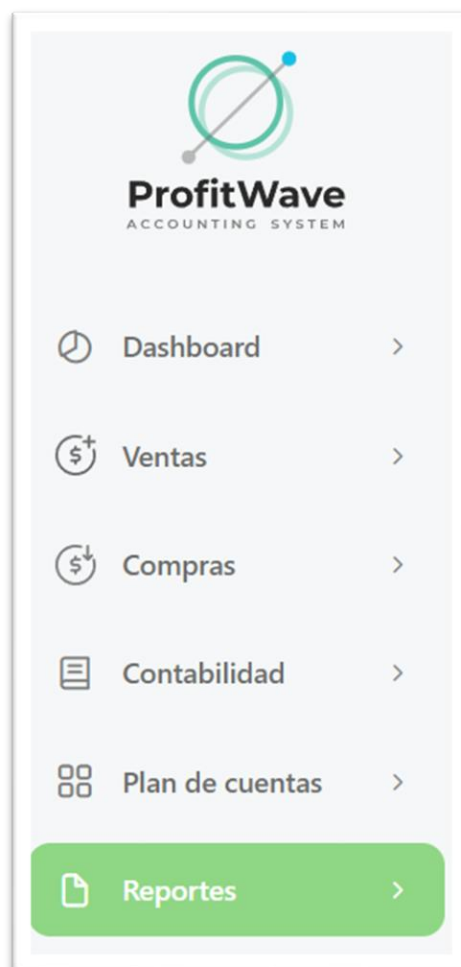 ProfitWave
ACCOUNTING SYSTEM
Dashboard
Ventas
Compras
Contabilidad
Plan de cuentas
Reportes